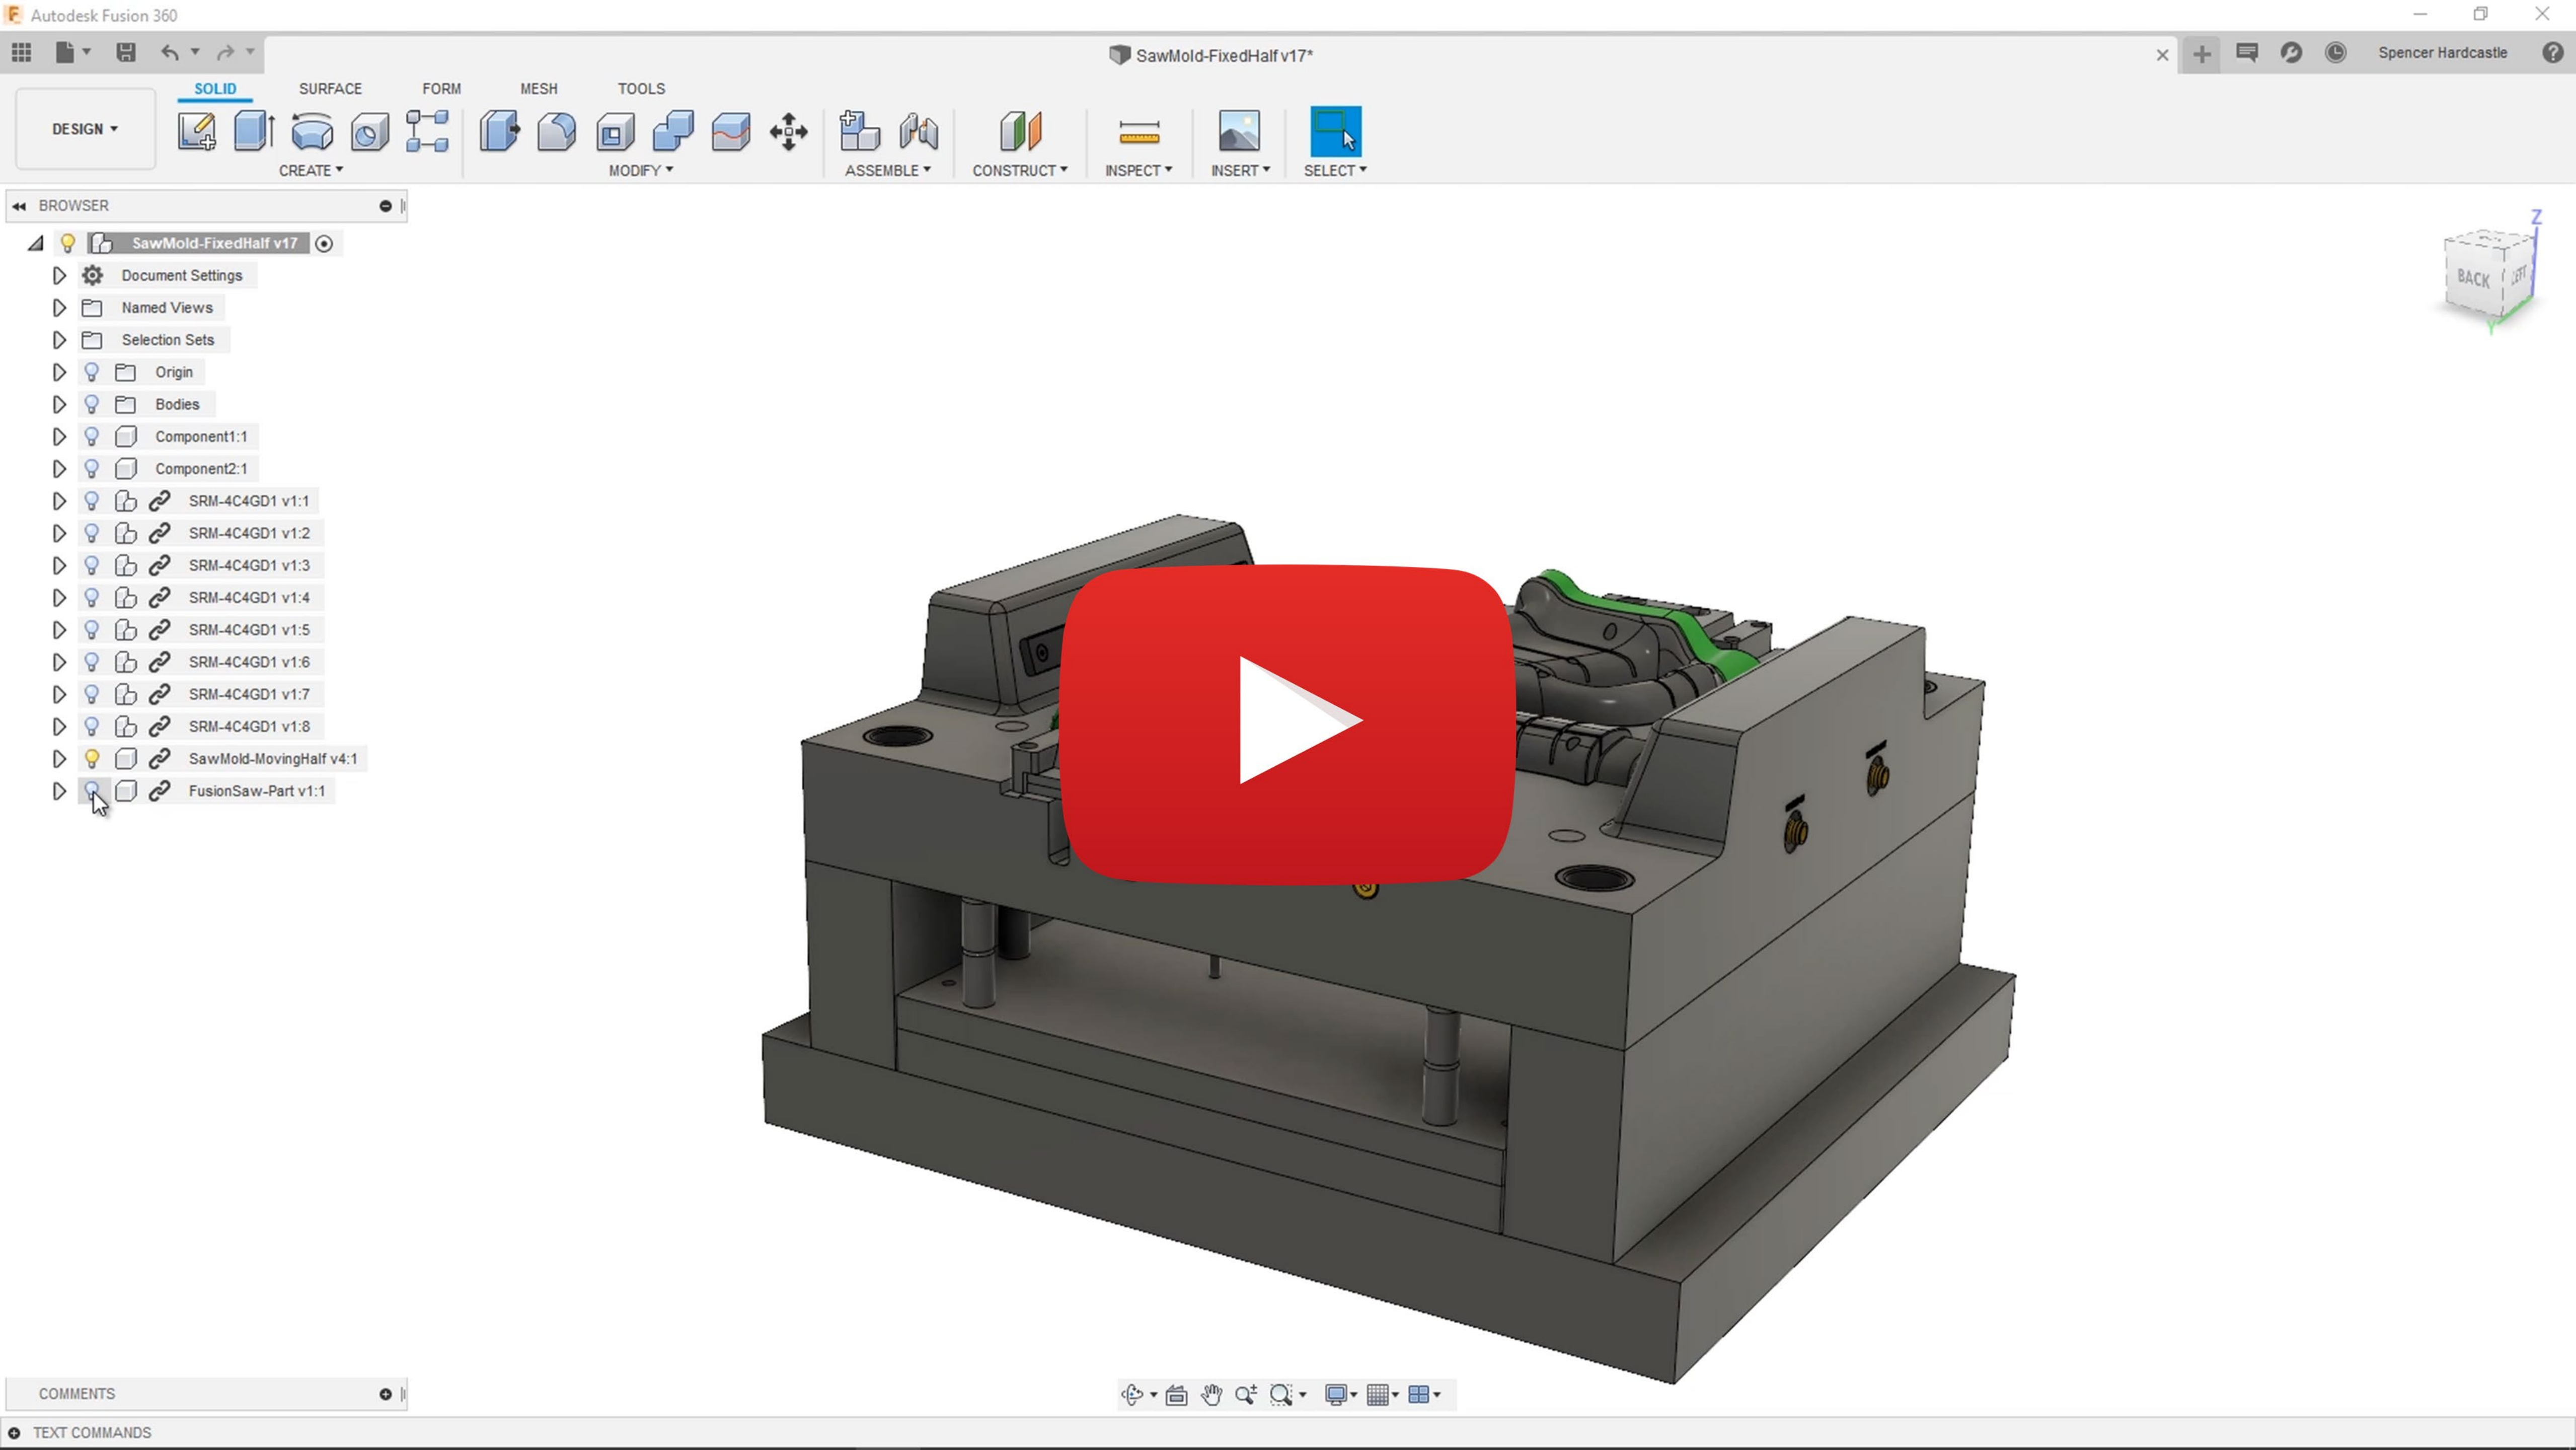 Autodesk Fusion 360
SawMold-FixedHalf v17*
Spencer Hardcastle
DESIGN
SOLID
SURFACE
FORM
MESH
TOOLS
CREATE
MODIFY
ASSEMBLE
CONSTRUCT
INSPECT
INSERT
SELECT
BROWSER
SawMold-FixedHalf v17
Document Settings
Named Views
Selection Sets
Origin
Bodies
Component1:1
Component2:1
SRM-4C4GD1 v1:1
SRM-4C4GD1 v1:2
SRM-4C4GD1 v1:3
SRM-4C4GD1 v1:4
SRM-4C4GD1 v1:5
SRM-4C4GD1 v1:6
SRM-4C4GD1 v1:7
SRM-4C4GD1 v1:8
SawMold-MovingHalf v4:1
FusionSaw-Part v1:1
Z
BACK
LEFT
Y
COMMENTS
TEXT COMMANDS